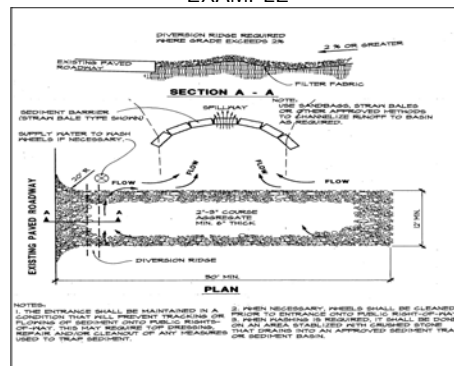 EXAMPLE
DIVERSION RIDGE REQUIRED
WHERE GRADE EXCEEDS 2%
2 % OR GREATER
EXISTING PAVED
ROADWAY
FILTER FABRIC
SECTION A - A
SPILLWAY
SEDIMENT BARRIER
(STRAW BALE TYPE SHOWN)
NOTE:
USE SANDBAGS, STRAW BALES
OR OTHER APPROVED METHODS
TO CHANNELIZE RUNOFF TO BASIN
AS REQUIRED.
SUPPLY WATER TO WASH
WHEELS IF NECESSARY.
FLOW
FLOW
20' R.
FLOW
FLOW
EXISTING PAVED ROADWAY
A
A
2"-3" COURSE
AGGREGATE
MIN. 6" THICK
12' MIN.
DIVERSION RIDGE
50' MIN.
PLAN
NOTES:
1. THE ENTRANCE SHALL BE MAINTAINED IN A
CONDITION THAT WILL PREVENT TRACKING OR
FLOWING OF SEDIMENT ONTO PUBLIC RIGHTS-
OF-WAY. THIS MAY REQUIRE TOP DRESSING,
REPAIR AND/OR CLEANOUT OF ANY MEASURES
USED TO TRAP SEDIMENT.
2. WHEN NECESSARY, WHEELS SHALL BE CLEANED
PRIOR TO ENTRANCE ONTO PUBLIC RIGHT-OF-WAY
3. WHEN WASHING IS REQUIRED, IT SHALL BE DONE
ON AN AREA STABLIZED WITH CRUSHED STONE
THAT DRAINS INTO AN APPROVED SEDIMENT TRAP
OR SEDIMENT BASIN.